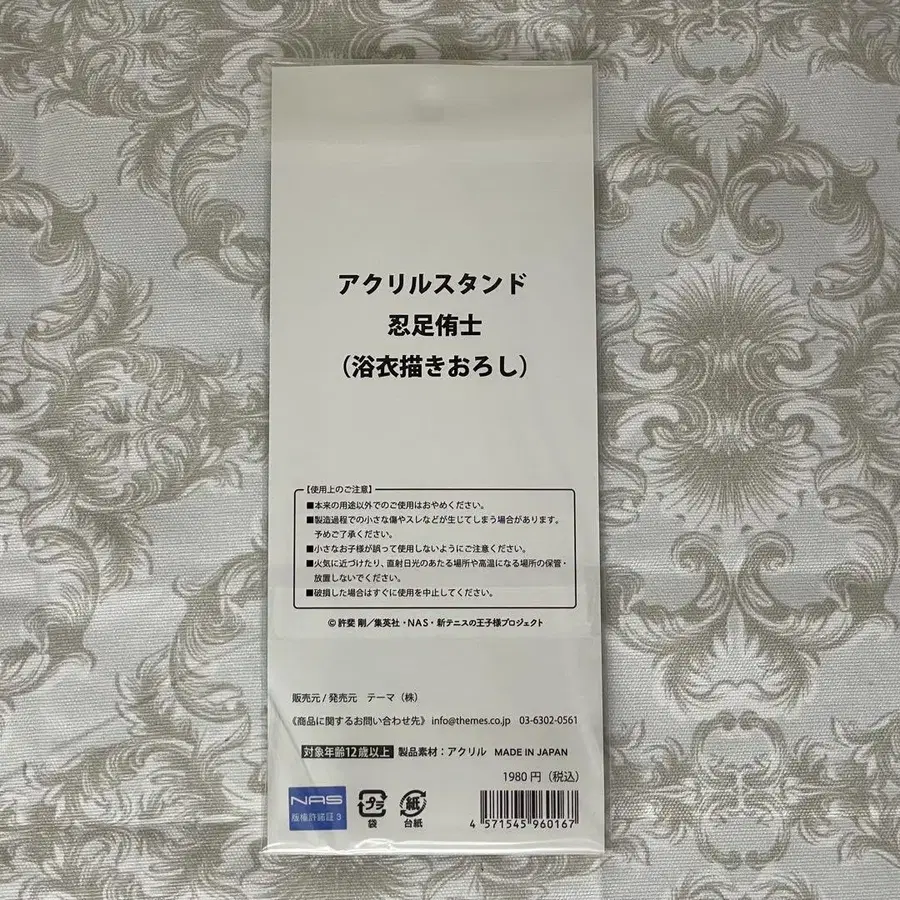 アクリルスタンド
忍足侑士
（浴衣描きおろし）
【使用上のご注意】
■本来の用途以外でのご使用はおやめください。
■製造過程での小さな傷やスレなどが生じてしまう場合があります。
予めご了承ください。
■小さなお子様が誤って使用しないようにご注意ください。
■火気に近づけたり、直射日光のあたる場所や高温になる場所の保管・
放置しないでください。
■破損した場合はすぐに使用を中止してください。
© 許斐 剛／集英社・NAS・新テニスの王子様プロジェクト
販売元 / 発売元　テーマ（株）
《商品に関するお問い合わせ先》 info@themes.co.jp　03-6302-0561
対象年齢12歳以上 製品素材：アクリル　MADE IN JAPAN
1980 円（税込）
NAS
版権許諾証 3
プラ
袋
紙
台紙
4 571545 960167